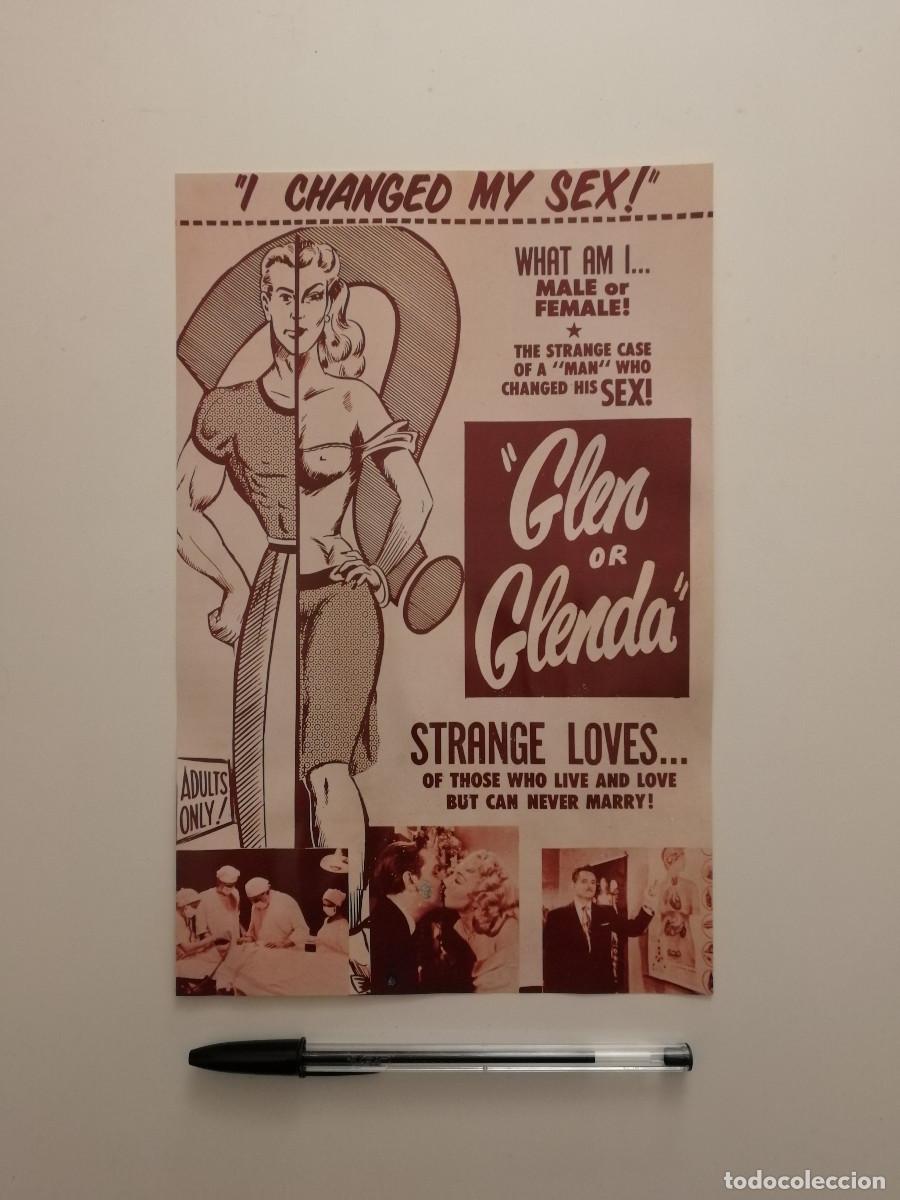 "I CHANGED MY SEX!"
WHAT AM I...
MALE or
FEMALE!
THE STRANGE CASE
OF A "MAN" WHO
CHANGED HIS SEX!
"Glen
OR
Glenda"
STRANGE LOVES...
OF THOSE WHO LIVE AND LOVE
BUT CAN NEVER MARRY!
ADULTS
ONLY!
todocoleccion